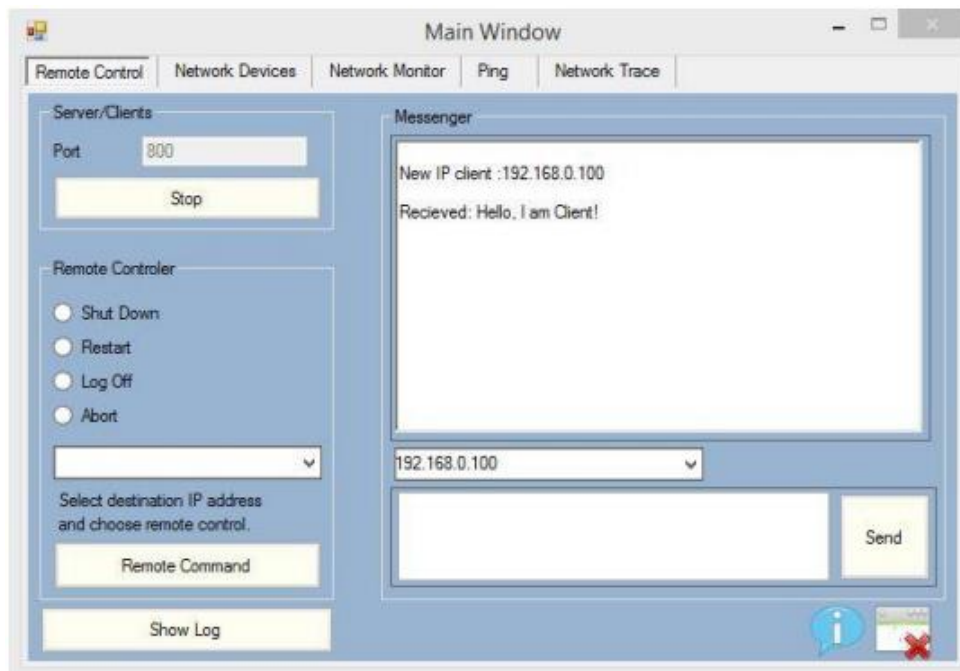 Main Window
Remote Control Network Devices Network Monitor Ping Network Trace
Server/Clients
Port 800
Stop
Remote Controler
Shut Down
Restart
Log Off
Abort
Select destination IP address
and choose remote control.
Remote Command
Show Log
Messenger
New IP client :192.168.0.100
Recieved: Hello, I am Client!
192.168.0.100
Send